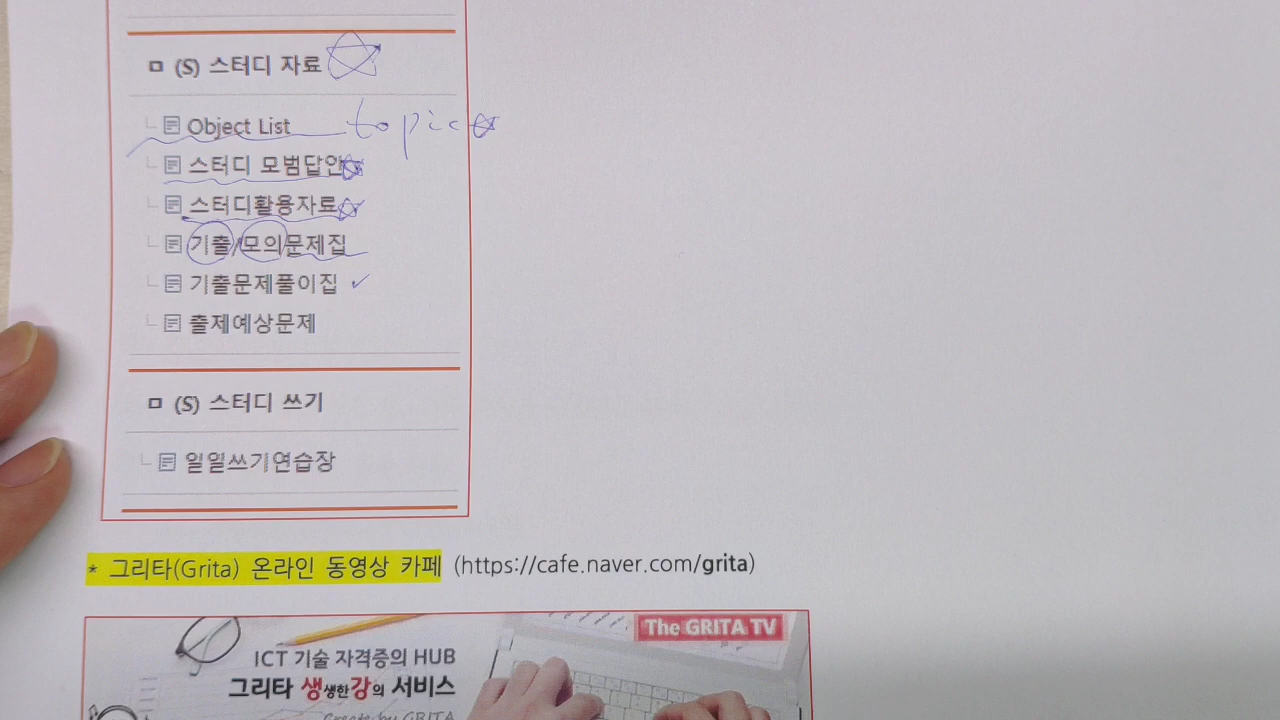 ㅁ (S) 스터디 자료
Object List topic
스터디 모범답안
스터디활용자료
기출/모의문제집
기출문제풀이집
출제예상문제
ㅁ (S) 스터디 쓰기
일일쓰기연습장
* 그리타(Grita) 온라인 동영상 카페 (https://cafe.naver.com/grita)
The GRITA TV
ICT 기술 자격증의 HUB
그리타 생생한강의 서비스
Create by GRITA